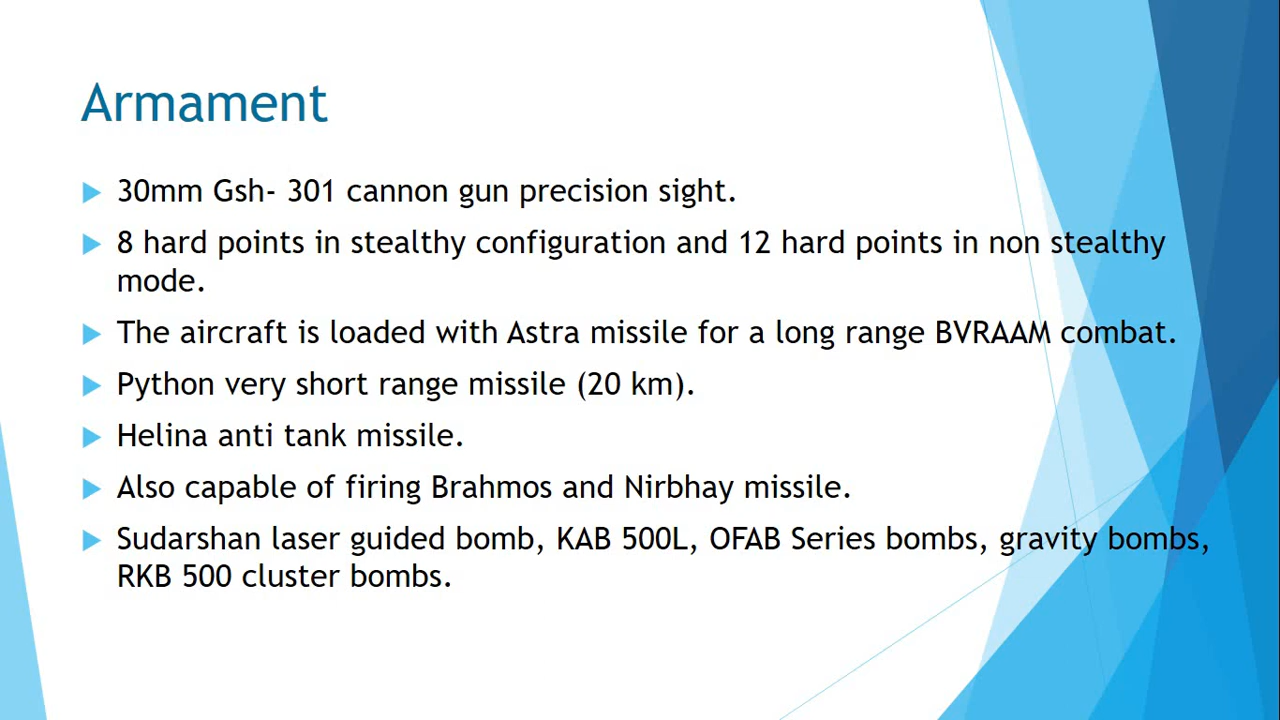 Armament
30mm Gsh- 301 cannon gun precision sight.
8 hard points in stealthy configuration and 12 hard points in non stealthy
mode.
The aircraft is loaded with Astra missile for a long range BVRAAM combat.
Python very short range missile (20 km).
Helina anti tank missile.
Also capable of firing Brahmos and Nirbhay missile.
Sudarshan laser guided bomb, KAB 500L, OFAB Series bombs, gravity bombs,
RKB 500 cluster bombs.